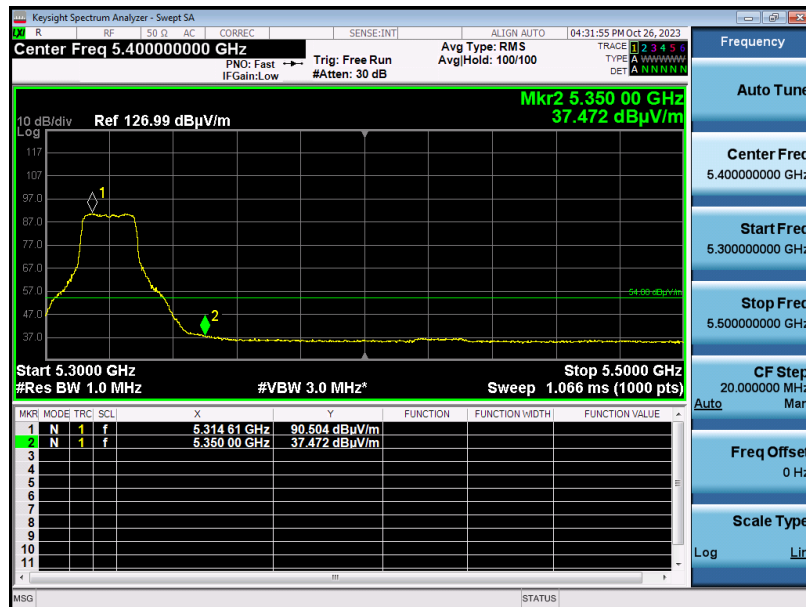 Keysight Spectrum Analyzer - Swept SA
R RF 50 Ω AC CORREC SENSE:INT ALIGN AUTO 04:31:55 PM Oct 26, 2023
Center Freq 5.400000000 GHz
PNO: Fast
IFGain:Low
Trig: Free Run
#Atten: 30 dB
Avg Type: RMS
Avg|Hold: 100/100
TRACE 1 2 3 4 5 6
TYPE A W W W W W
DET A N N N N N
Mkr2 5.350 00 GHz
37.472 dBµV/m
10 dB/div Ref 126.99 dBµV/m
Log
117
107
97.0
1
87.0
77.0
67.0
57.0
54.00 dBµV/m
47.0
2
37.0
Start 5.3000 GHz Stop 5.5000 GHz
#Res BW 1.0 MHz #VBW 3.0 MHz* Sweep 1.066 ms (1000 pts)
MKR MODE TRC SCL X Y FUNCTION FUNCTION WIDTH FUNCTION VALUE
1 N 1 f 5.314 61 GHz 90.504 dBµV/m
2 N 1 f 5.350 00 GHz 37.472 dBµV/m
3
4
5
6
7
8
9
10
11
MSG STATUS
Frequency
Auto Tune
Center Freq
5.400000000 GHz
Start Freq
5.300000000 GHz
Stop Freq
5.500000000 GHz
CF Step
20.000000 MHz
Auto Man
Freq Offset
0 Hz
Scale Type
Log Lin